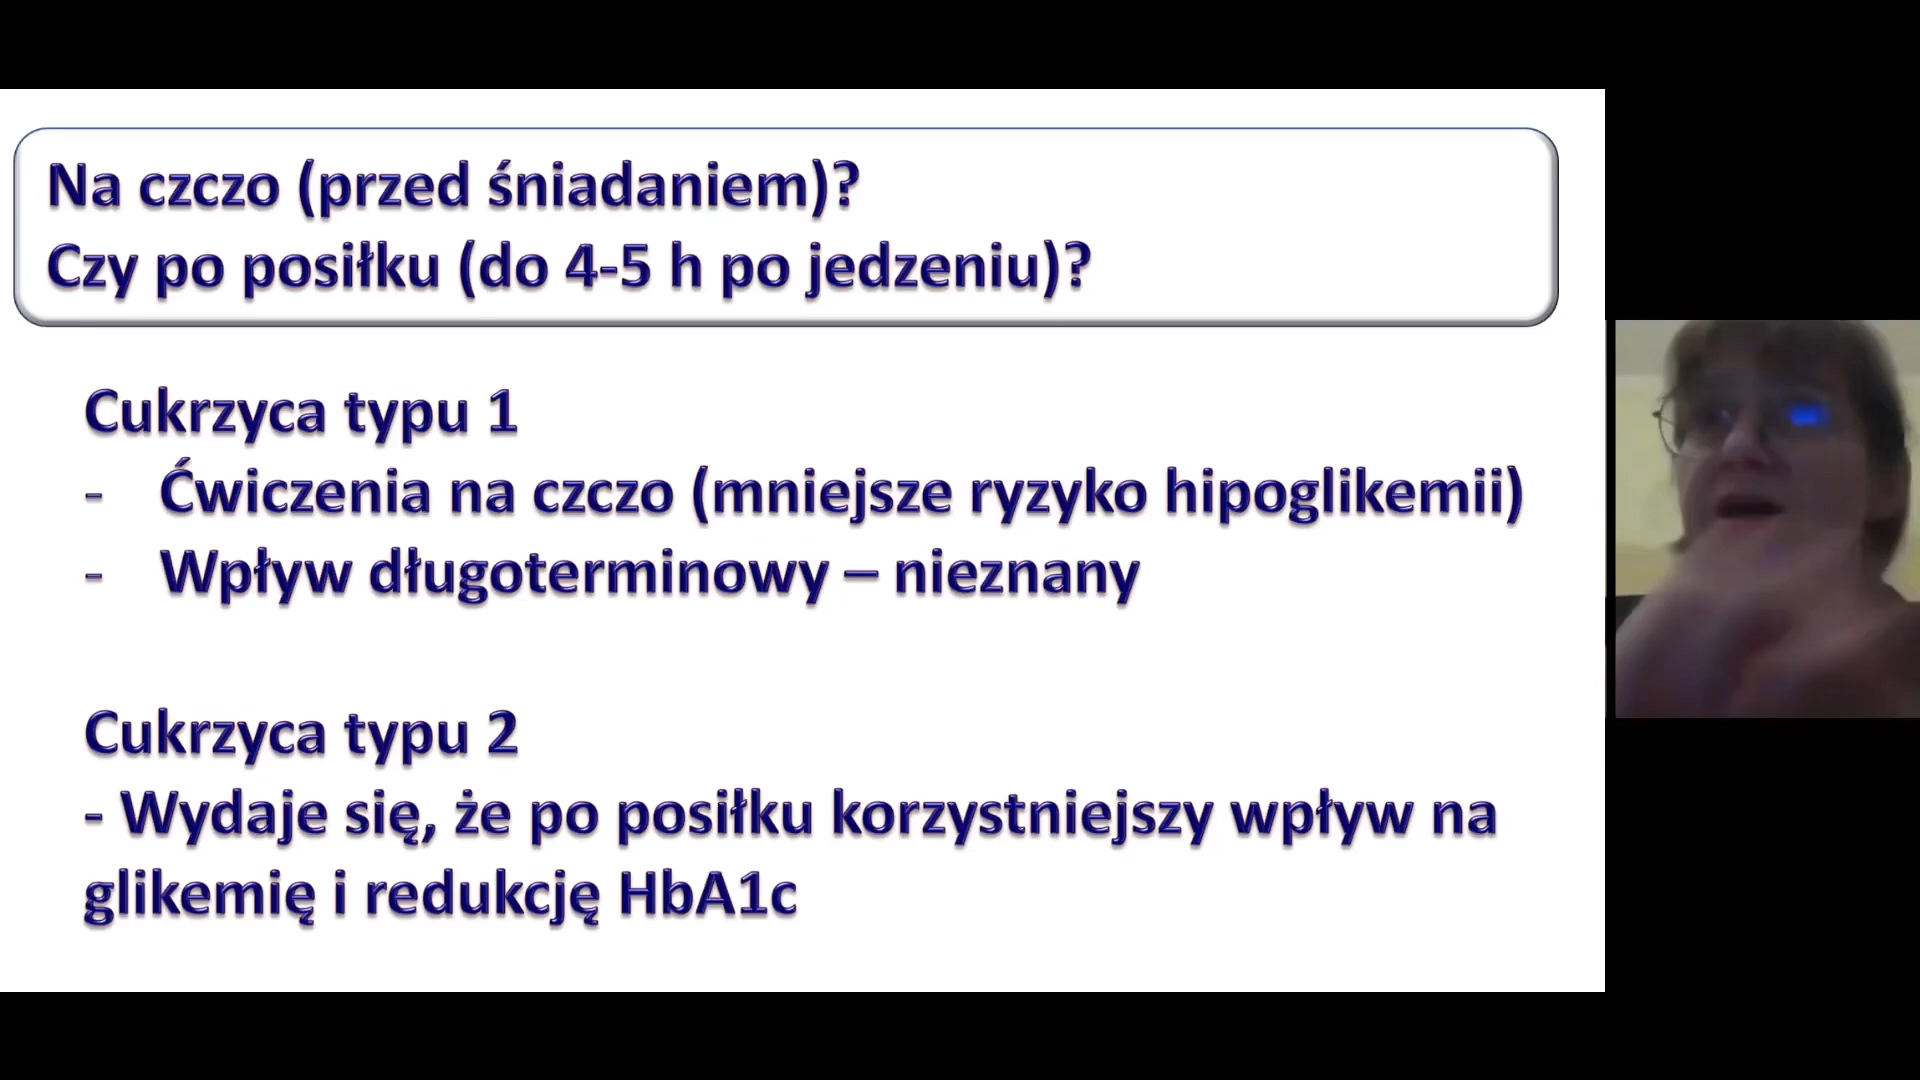 Na czczo (przed śniadaniem)?
Czy po posiłku (do 4-5 h po jedzeniu)?
Cukrzyca typu 1
- Ćwiczenia na czczo (mniejsze ryzyko hipoglikemii)
- Wpływ długoterminowy – nieznany
Cukrzyca typu 2
- Wydaje się, że po posiłku korzystniejszy wpływ na
glikemię i redukcję HbA1c